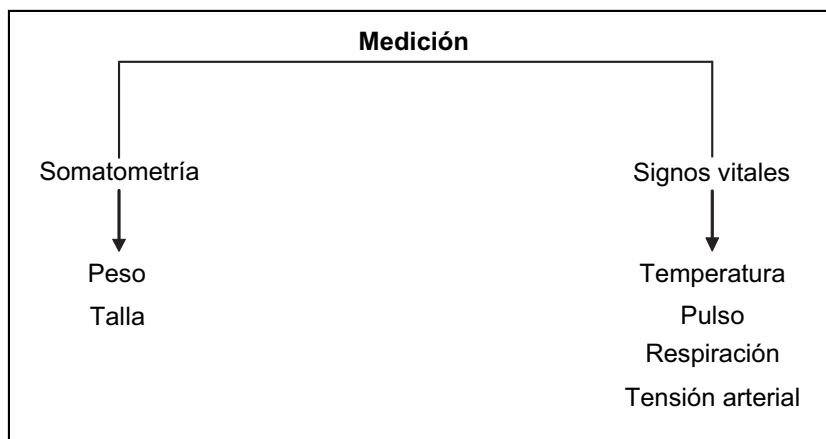 Medición
Somatometría
Signos vitales
Peso
Talla
Temperatura
Pulso
Respiración
Tensión arterial